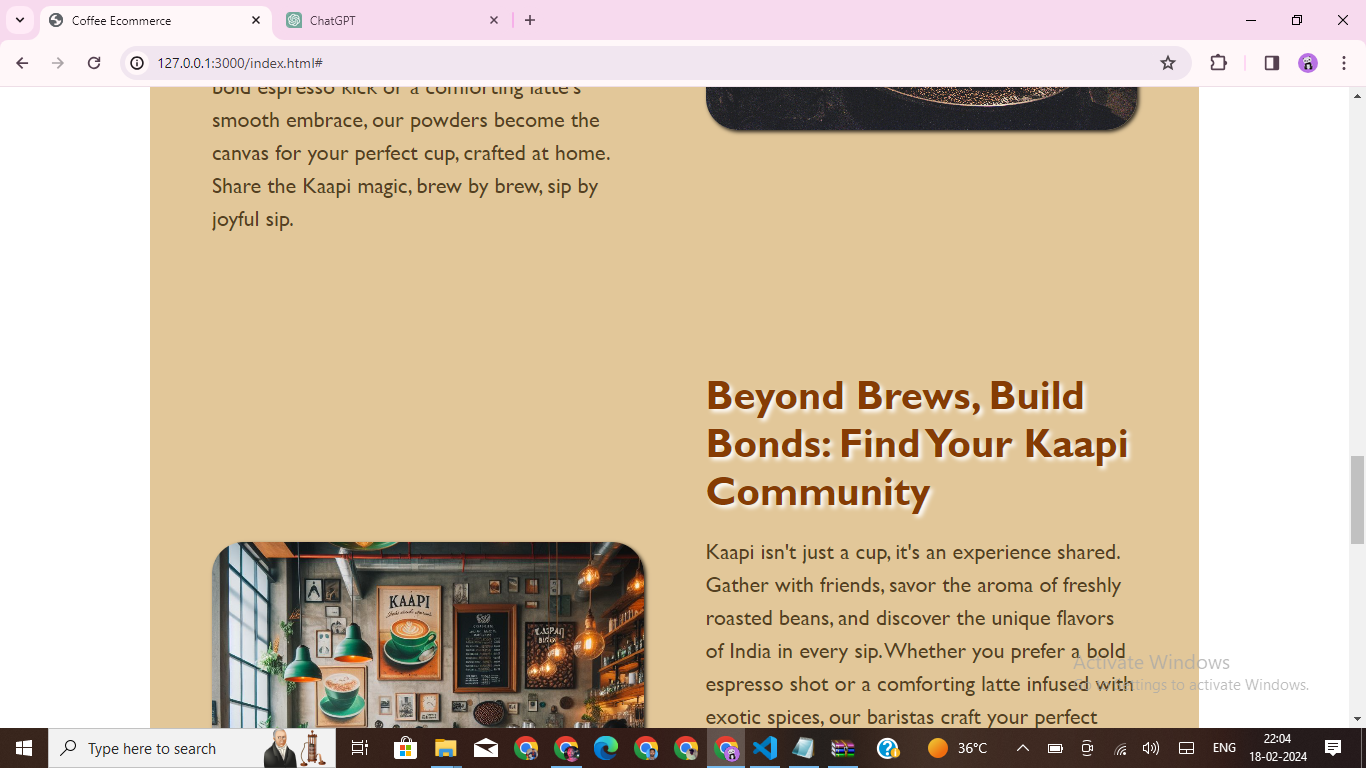 Coffee Ecommerce
ChatGPT
127.0.0.1:3000/index.html#
bold espresso kick or a comforting latte's
smooth embrace, our powders become the
canvas for your perfect cup, crafted at home.
Share the Kaapi magic, brew by brew, sip by
joyful sip.
Beyond Brews, Build
Bonds: Find Your Kaapi
Community
Kaapi isn't just a cup, it's an experience shared.
Gather with friends, savor the aroma of freshly
roasted beans, and discover the unique flavors
of India in every sip. Whether you prefer a bold
espresso shot or a comforting latte infused with
exotic spices, our baristas craft your perfect
KAAPI
Activate Windows
Go to Settings to activate Windows.
Type here to search
36°C
ENG
22:04
18-02-2024